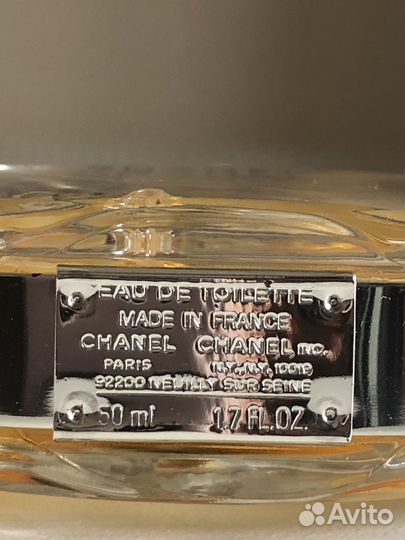 EAU DE TOILETTE
MADE IN FRANCE
CHANEL CHANEL INC.
PARIS N.Y., N.Y. 10019
92200 NEUILLY SUR SEINE
50 ml 1.7 FL.OZ.
Avito